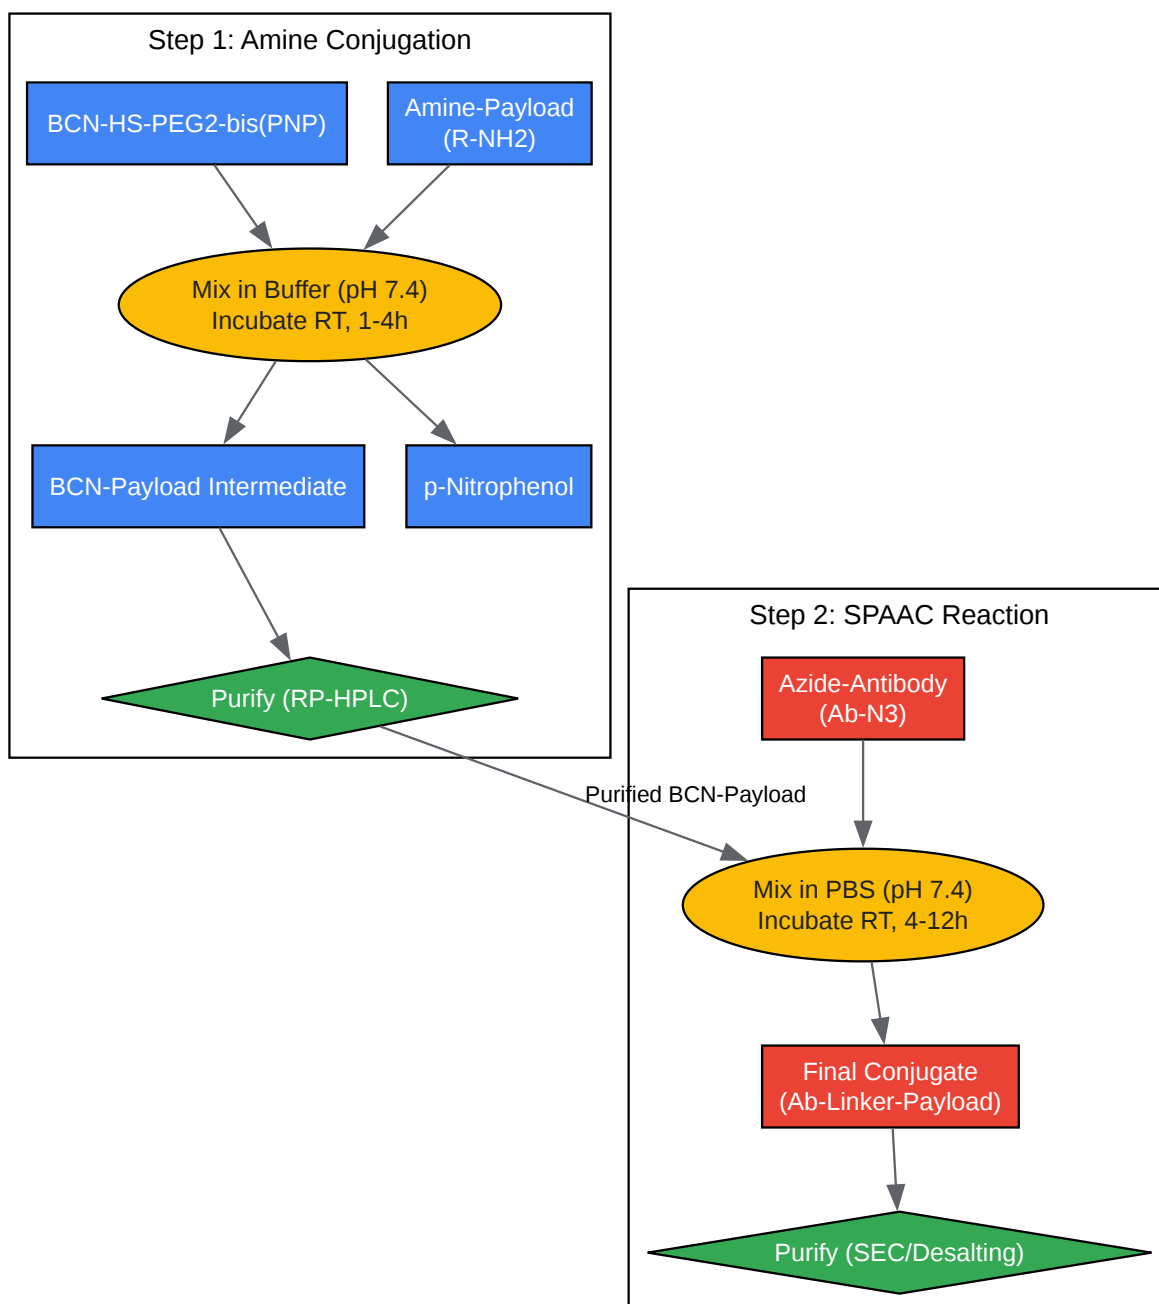 Step 1: Amine Conjugation
BCN-HS-PEG2-bis(PNP)
Amine-Payload
(R-NH2)
Mix in Buffer (pH 7.4)
Incubate RT, 1-4h
BCN-Payload Intermediate
p-Nitrophenol
Purify (RP-HPLC)
Purified BCN-Payload
Step 2: SPAAC Reaction
Azide-Antibody
(Ab-N3)
Mix in PBS (pH 7.4)
Incubate RT, 4-12h
Final Conjugate
(Ab-Linker-Payload)
Purify (SEC/Desalting)